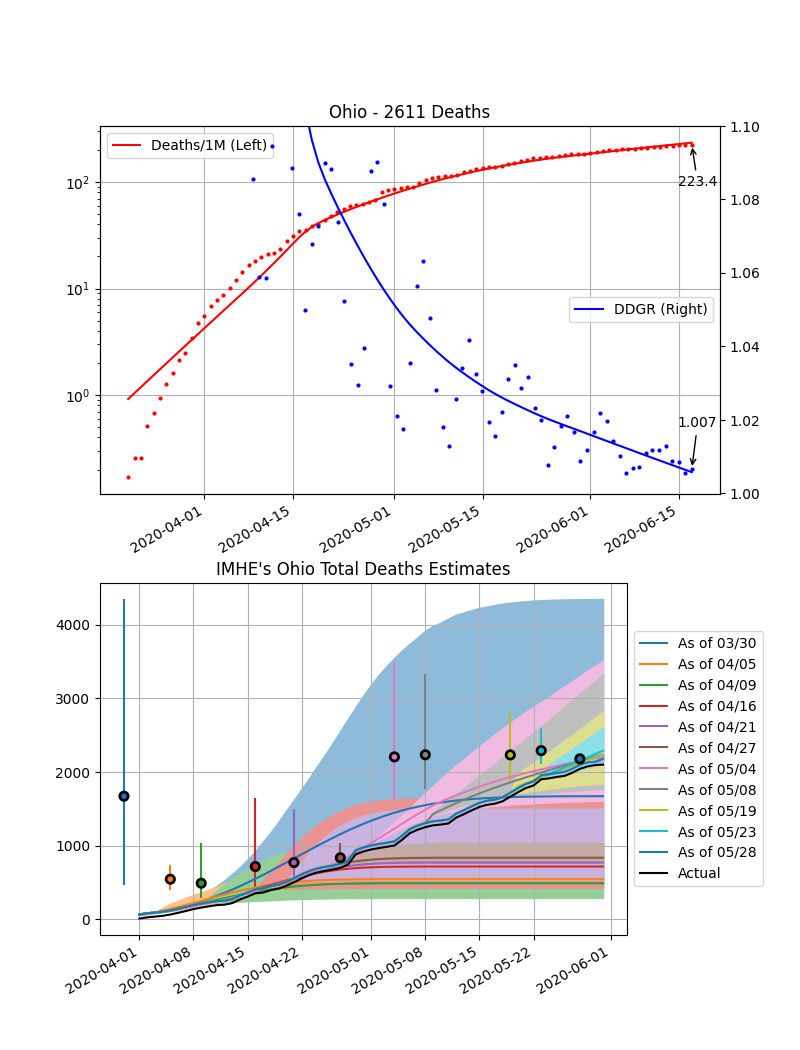 Ohio - 2611 Deaths
Deaths/1M (Left)
DDGR (Right)
223.4
1.007
10^2
10^1
10^0
1.10
1.08
1.06
1.04
1.02
1.00
2020-04-01
2020-04-15
2020-05-01
2020-05-15
2020-06-01
2020-06-15
IMHE's Ohio Total Deaths Estimates
4000
3000
2000
1000
0
2020-04-01
2020-04-08
2020-04-15
2020-04-22
2020-05-01
2020-05-08
2020-05-15
2020-05-22
2020-06-01
As of 03/30
As of 04/05
As of 04/09
As of 04/16
As of 04/21
As of 04/27
As of 05/04
As of 05/08
As of 05/19
As of 05/23
As of 05/28
Actual